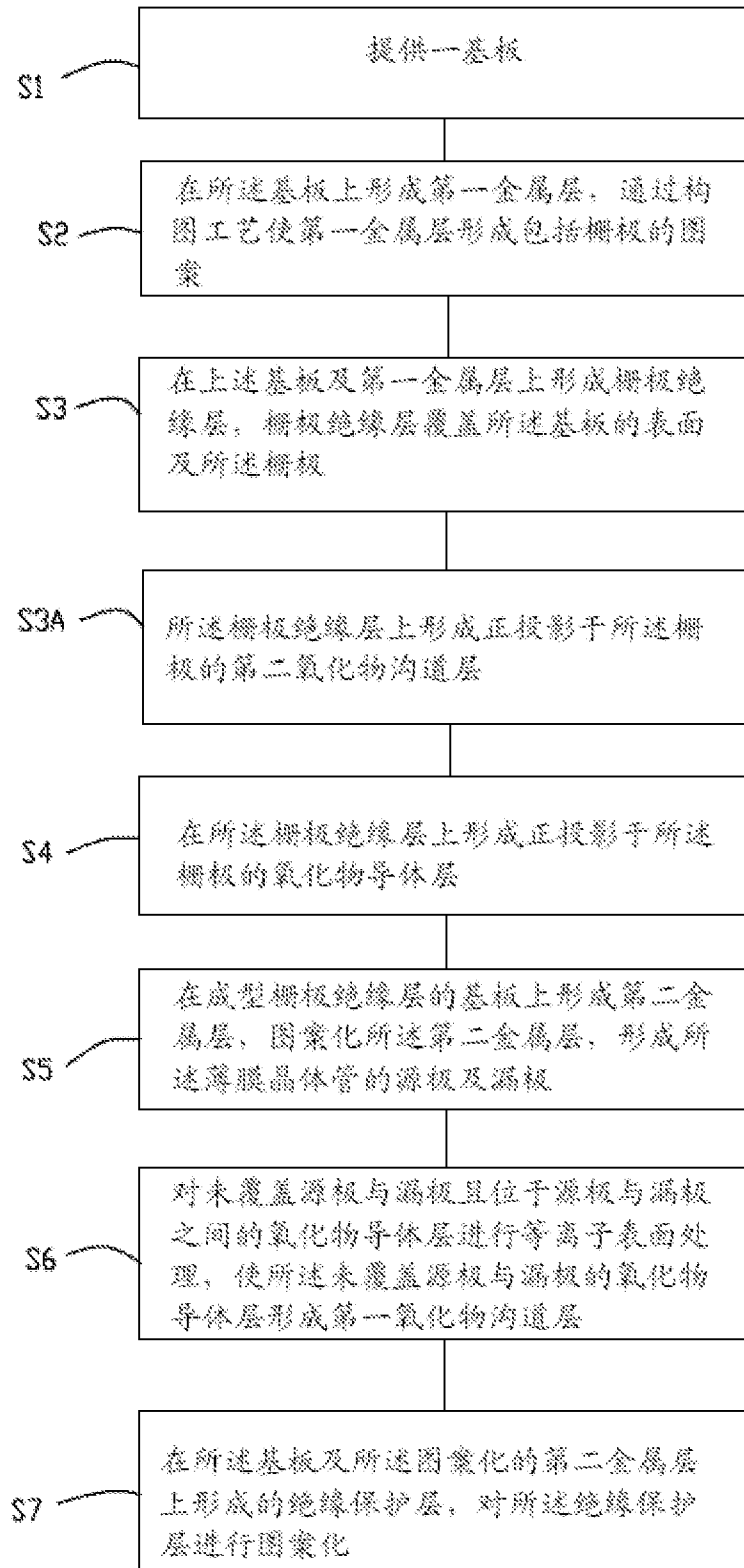 提供一基板
S1
在所述基板上形成第一金属层，通过构
图工艺使第一金属层形成包括栅极的图
案
S2
在上述基板及第一金属层上形成栅极绝
缘层，栅极绝缘层覆盖所述基板的表面
及所述栅极
S3
所述栅极绝缘层上形成正投影于所述栅
极的第二氧化物沟道层
S3A
在所述栅极绝缘层上形成正投影于所述
栅极的氧化物导体层
S4
在成型栅极绝缘层的基板上形成第二金
属层，图案化所述第二金属层，形成所
述薄膜晶体管的源极及漏极
S5
对未覆盖源极与漏极且位于源极与漏极
之间的氧化物导体层进行等离子表面处
理，使所述未覆盖源极与漏极的氧化物
导体层形成第一氧化物沟道层
S6
在所述基板及所述图案化的第二金属层
上形成的绝缘保护层，对所述绝缘保护
层进行图案化
S7